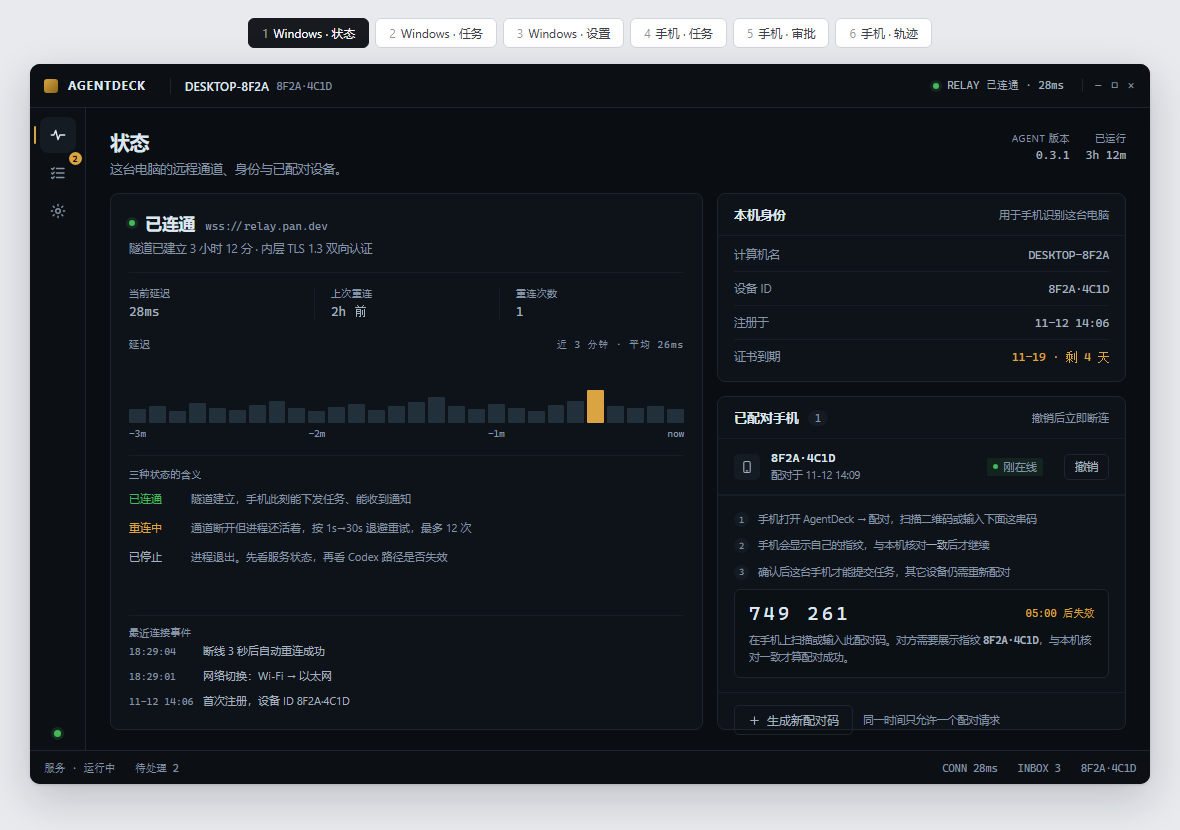 1 Windows · 状态
2 Windows · 任务
3 Windows · 设置
4 手机 · 任务
5 手机 · 审批
6 手机 · 轨迹
AGENTDECK
DESKTOP-8F2A 8F2A·4C1D
RELAY 已连通 · 28ms
2
状态
这台电脑的远程通道、身份与已配对设备。
AGENT 版本
0.3.1
已运行
3h 12m
已连通 wss://relay.pan.dev
隧道已建立 3 小时 12 分 · 内层 TLS 1.3 双向认证
当前延迟
28ms
上次重连
2h 前
重连次数
1
延迟
近 3 分钟 · 平均 26ms
-3m
-2m
-1m
now
三种状态的含义
已连通 隧道建立，手机此刻能下发任务、能收到通知
重连中 通道断开但进程还活着，按 1s→30s 退避重试，最多 12 次
已停止 进程退出。先看服务状态，再看 Codex 路径是否失效
最近连接事件
18:29:04 断线 3 秒后自动重连成功
18:29:01 网络切换：Wi-Fi → 以太网
11-12 14:06 首次注册，设备 ID 8F2A·4C1D
本机身份 用于手机识别这台电脑
计算机名 DESKTOP-8F2A
设备 ID 8F2A·4C1D
注册于 11-12 14:06
证书到期 11-19 · 剩 4 天
已配对手机 1 撤销后立即断连
8F2A·4C1D
配对于 11-12 14:09
刚在线
撤销
1 手机打开 AgentDeck → 配对，扫描二维码或输入下面这串码
2 手机会显示自己的指纹，与本机核对一致后才继续
3 确认后这台手机才能提交任务，其它设备仍需重新配对
749 261 05:00 后失效
在手机上扫描或输入此配对码。对方需要展示指纹 8F2A·4C1D，与本机核
对一致才算配对成功。
+ 生成新配对码 同一时间只允许一个配对请求
服务 · 运行中 待处理 2
CONN 28ms INBOX 3 8F2A·4C1D